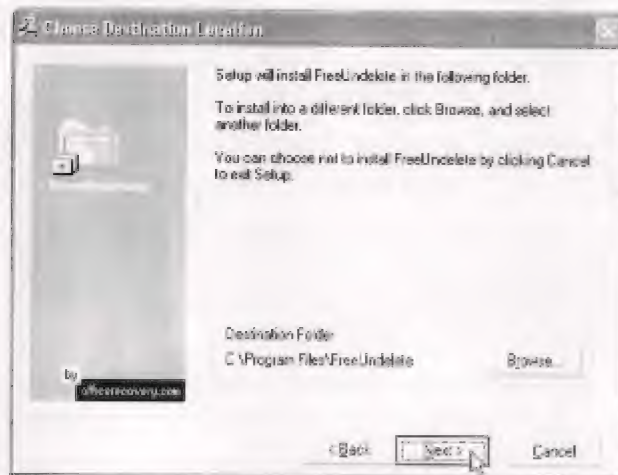 Choose Destination Location
Setup will install FreeUndelete in the following folder.
To install into a different folder, click Browse, and select
another folder.
You can choose not to install FreeUndelete by clicking Cancel
to exit Setup.
Destination Folder
C:\Program Files\FreeUndelete
Browse...
by
officerecovery.com
< Back
Next >
Cancel